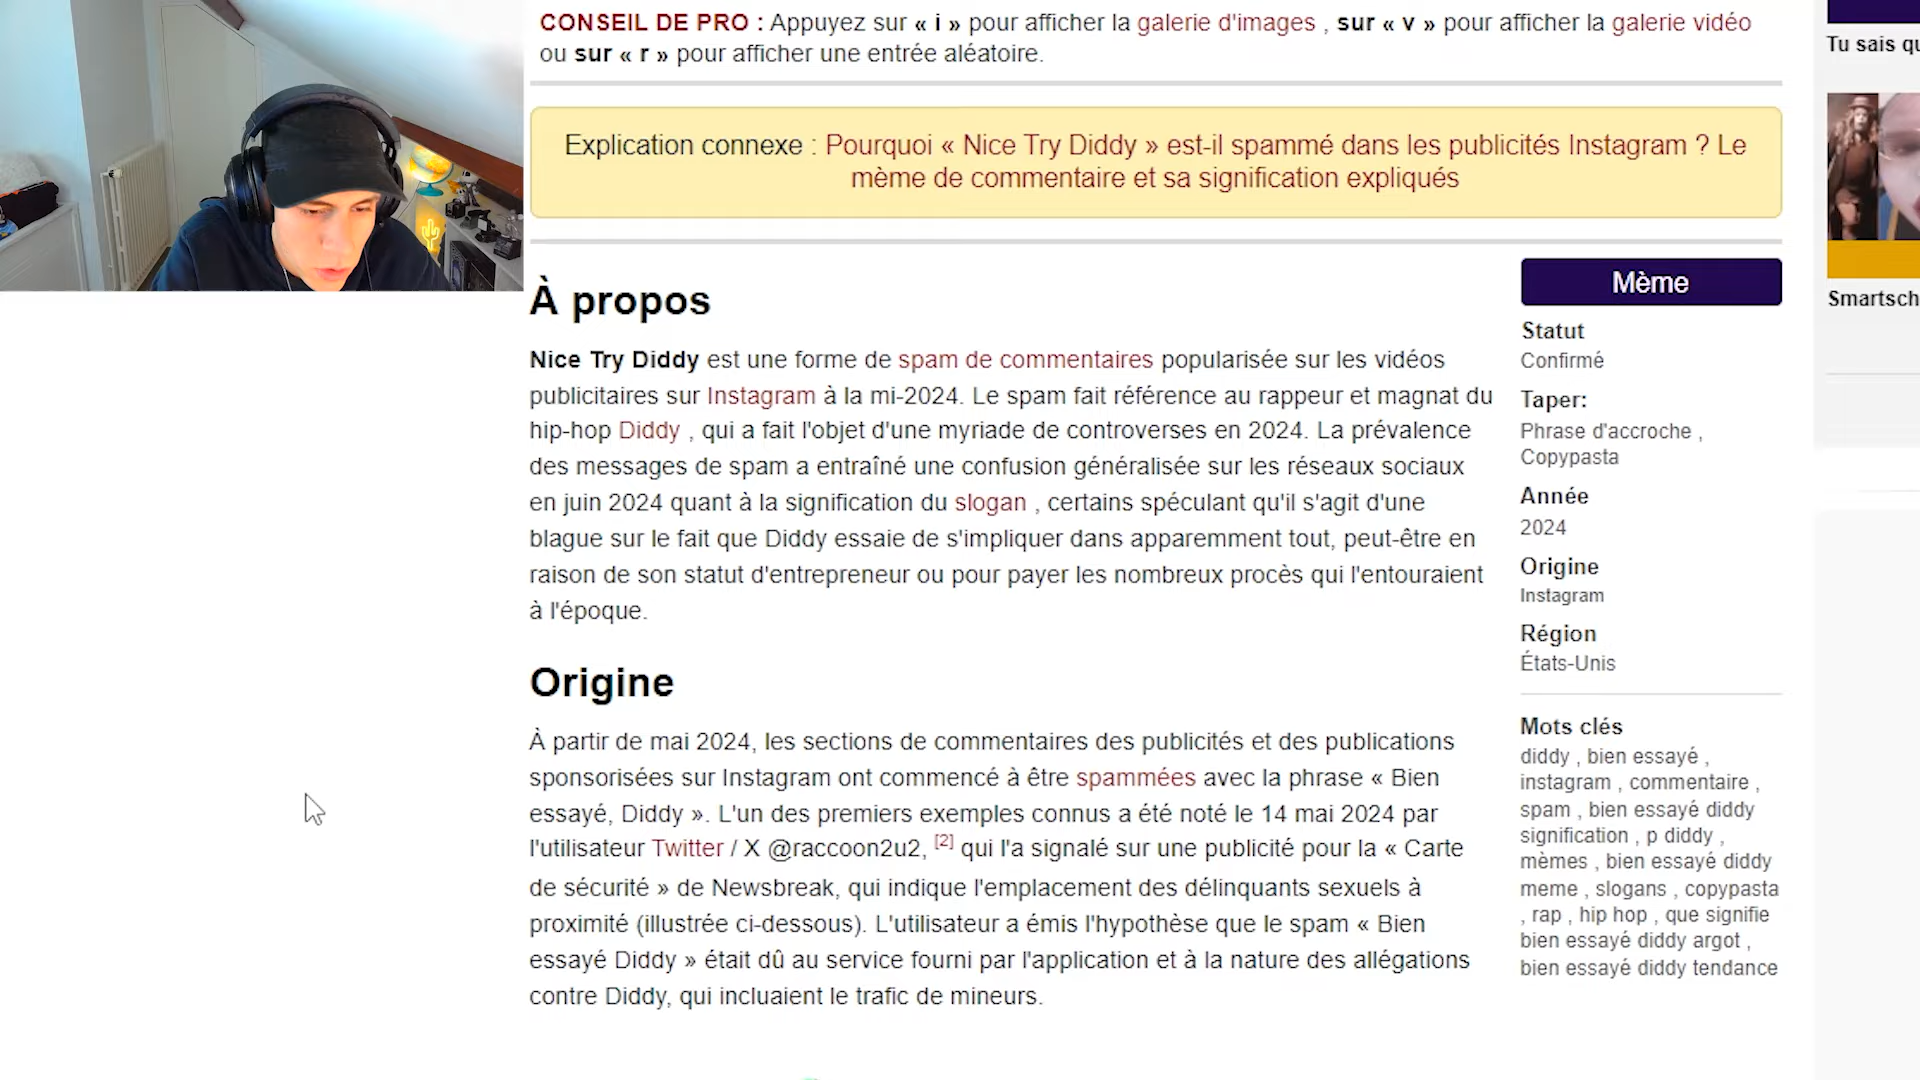 CONSEIL DE PRO : Appuyez sur « i » pour afficher la galerie d'images , sur « v » pour afficher la galerie vidéo
ou sur « r » pour afficher une entrée aléatoire.
Explication connexe : Pourquoi « Nice Try Diddy » est-il spammé dans les publicités Instagram ? Le
mème de commentaire et sa signification expliqués
À propos
Nice Try Diddy est une forme de spam de commentaires popularisée sur les vidéos
publicitaires sur Instagram à la mi-2024. Le spam fait référence au rappeur et magnat du
hip-hop Diddy , qui a fait l'objet d'une myriade de controverses en 2024. La prévalence
des messages de spam a entraîné une confusion généralisée sur les réseaux sociaux
en juin 2024 quant à la signification du slogan , certains spéculant qu'il s'agit d'une
blague sur le fait que Diddy essaie de s'impliquer dans apparemment tout, peut-être en
raison de son statut d'entrepreneur ou pour payer les nombreux procès qui l'entouraient
à l'époque.
Origine
À partir de mai 2024, les sections de commentaires des publicités et des publications
sponsorisées sur Instagram ont commencé à être spammées avec la phrase « Bien
essayé, Diddy ». L'un des premiers exemples connus a été noté le 14 mai 2024 par
l'utilisateur Twitter / X @raccoon2u2, [2] qui l'a signalé sur une publicité pour la « Carte
de sécurité » de Newsbreak, qui indique l'emplacement des délinquants sexuels à
proximité (illustrée ci-dessous). L'utilisateur a émis l'hypothèse que le spam « Bien
essayé Diddy » était dû au service fourni par l'application et à la nature des allégations
contre Diddy, qui incluaient le trafic de mineurs.
Mème
Statut
Confirmé
Taper:
Phrase d'accroche ,
Copypasta
Année
2024
Origine
Instagram
Région
États-Unis
Mots clés
diddy , bien essayé ,
instagram , commentaire ,
spam , bien essayé diddy
signification , p diddy ,
mèmes , bien essayé diddy
meme , slogans , copypasta
, rap , hip hop , que signifie
bien essayé diddy argot ,
bien essayé diddy tendance
Tu sais qu
Smartsch